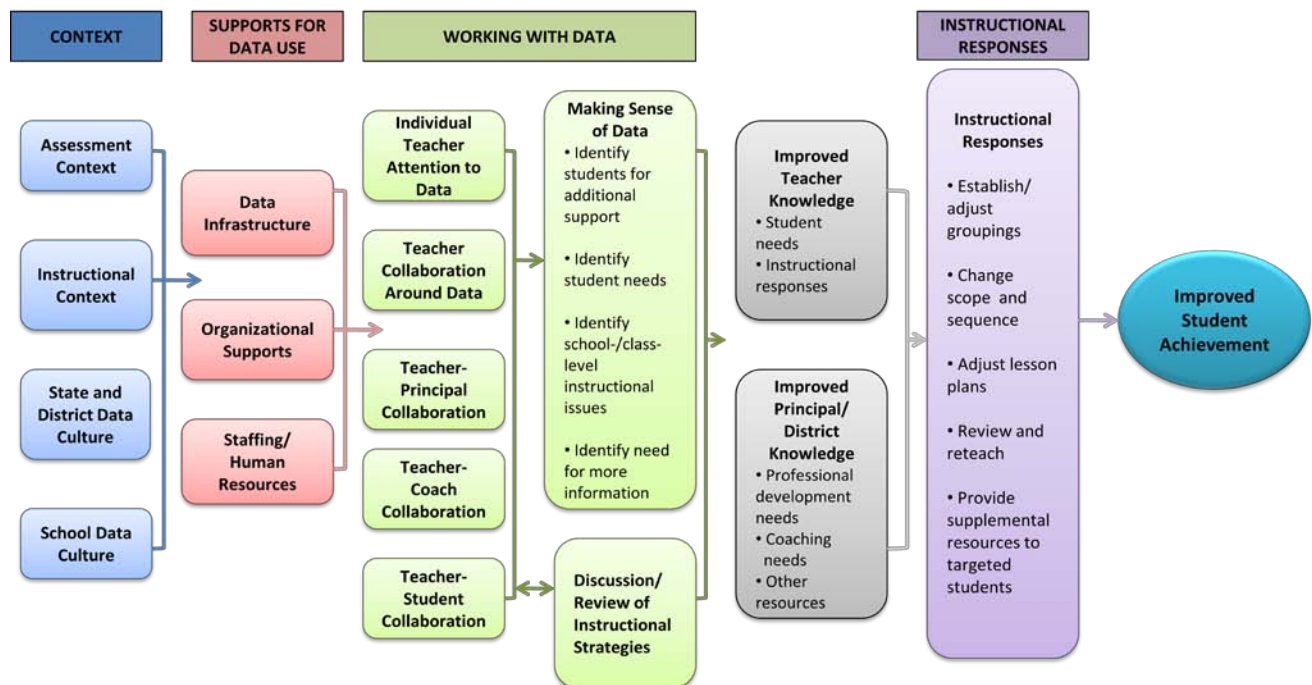 CONTEXT
SUPPORTS FOR
DATA USE
WORKING WITH DATA
INSTRUCTIONAL
RESPONSES
Assessment
Context
Instructional
Context
State and
District Data
Culture
School Data
Culture
Data
Infrastructure
Organizational
Supports
Staffing/
Human
Resources
Individual
Teacher
Attention to
Data
Teacher
Collaboration
Around Data
Teacher-
Principal
Collaboration
Teacher-
Coach
Collaboration
Teacher-
Student
Collaboration
Making Sense
of Data
• Identify
students for
additional
support
• Identify
student needs
• Identify
school-/class-
level
instructional
issues
• Identify need
for more
information
Discussion/
Review of
Instructional
Strategies
Improved
Teacher
Knowledge
• Student
needs
• Instructional
responses
Improved
Principal/
District
Knowledge
• Professional
development
needs
• Coaching
needs
• Other
resources
Instructional
Responses
• Establish/
adjust
groupings
• Change
scope and
sequence
• Adjust lesson
plans
• Review and
reteach
• Provide
supplemental
resources to
targeted
students
Improved
Student
Achievement